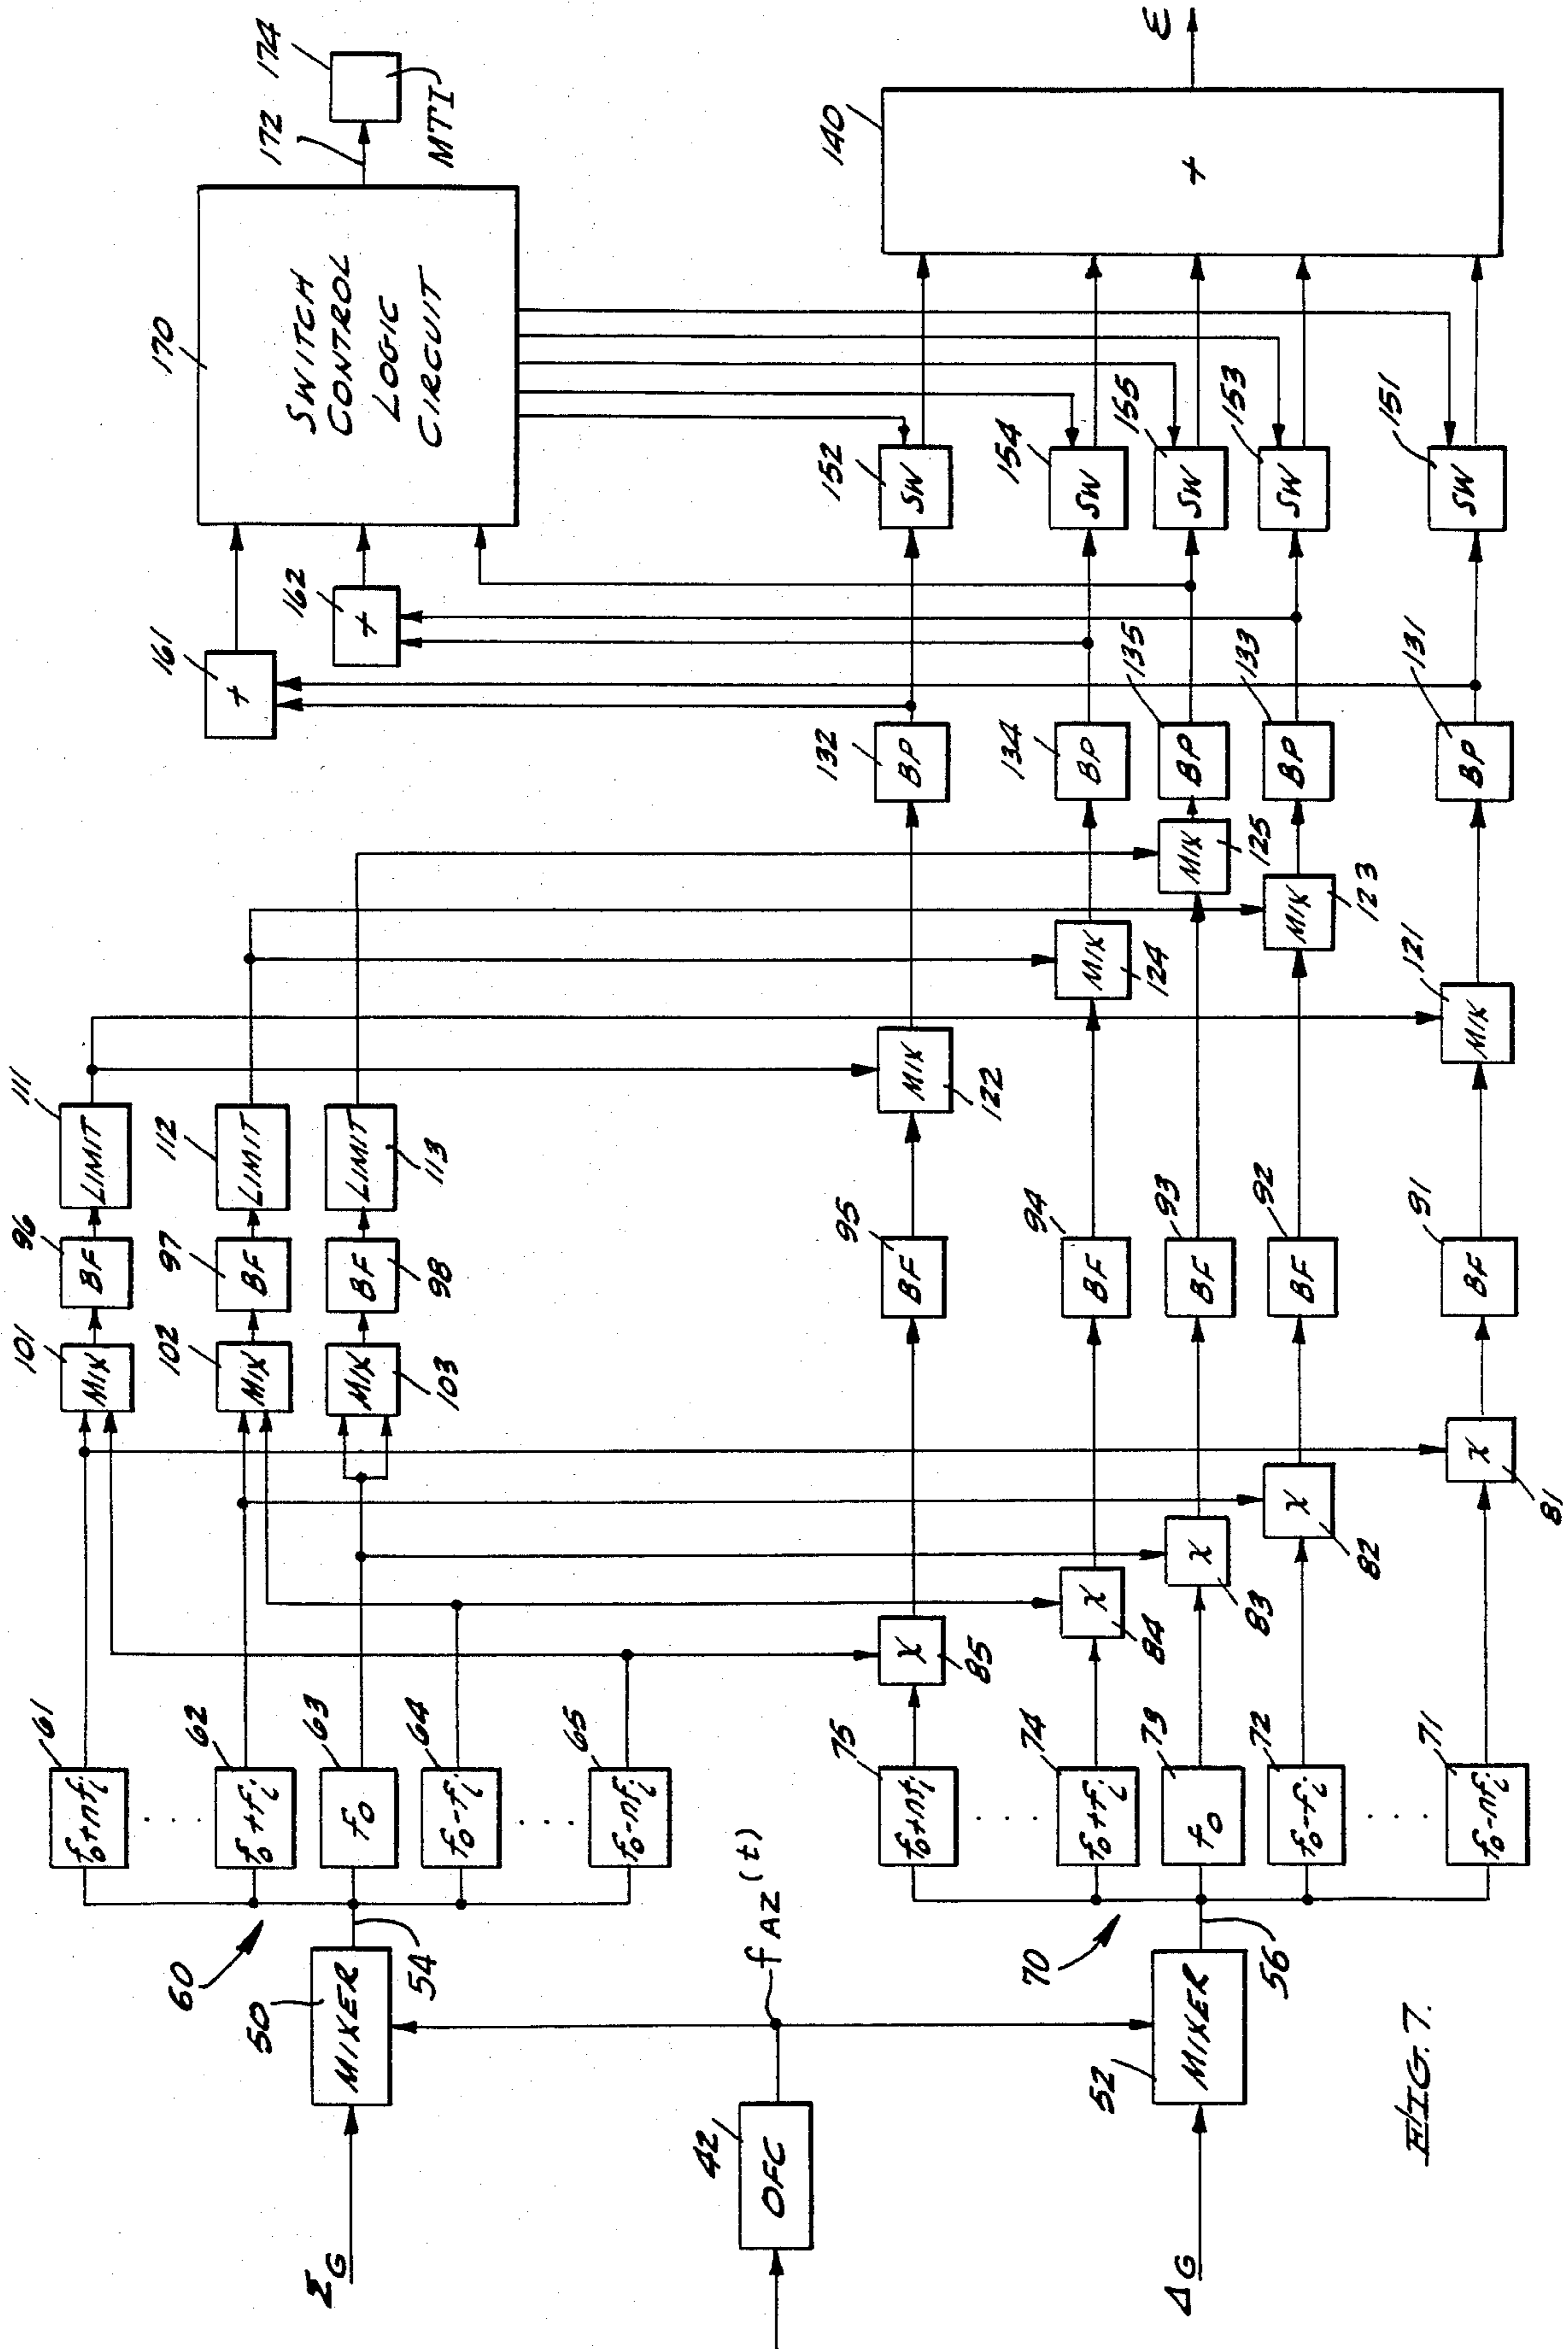 Σ G
50
MIXER
54
60
61
f0+nfi
62
f0+fi
63
f0
64
f0-fi
65
f0-nfi
101
MIX
96
BF
111
LIMIT
102
MIX
97
BF
112
LIMIT
MIX
103
BF
98
LIMIT
113
161
+
162
+
170
SWITCH
CONTROL
LOGIC
CIRCUIT
172
174
MTI
42
OFC
f AZ (t)
Δ G
52
MIXER
56
70
75
f0+nfi
74
f0+fi
73
f0
72
f0-fi
71
f0-nfi
X
85
X
84
X
83
X
82
X
81
95
BF
94
BF
93
BF
92
BF
91
BF
MIX
122
MIX
124
MIX
125
MIX
123
121
MIX
132
BP
134
BP
135
BP
133
BP
131
BP
152
SW
154
SW
155
SW
153
SW
151
SW
140
+
ε
FIG. 7.